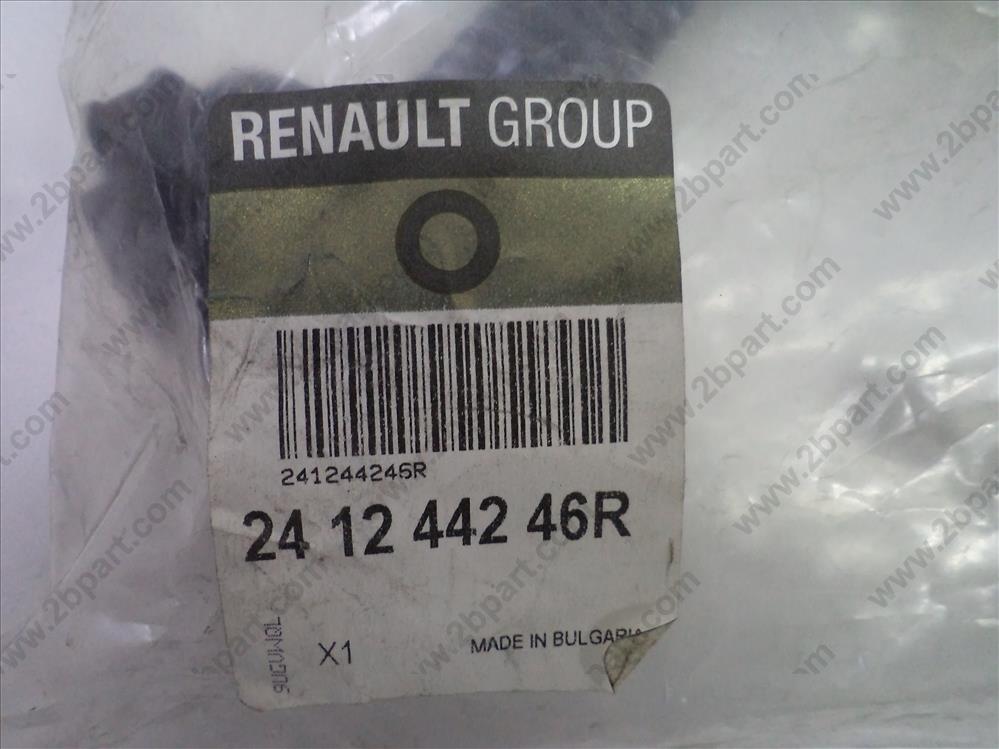 RENAULT GROUP
241244246R
24 12 442 46R
X1
MADE IN BULGARIA
www.2bpart.com